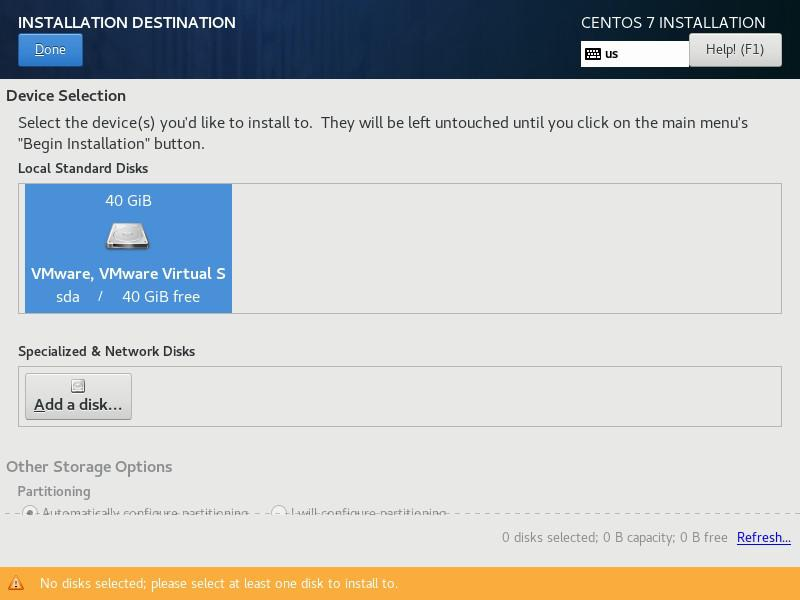 INSTALLATION DESTINATION
CENTOS 7 INSTALLATION
Done
us
Help! (F1)
Device Selection
Select the device(s) you'd like to install to.  They will be left untouched until you click on the main menu's
"Begin Installation" button.
Local Standard Disks
40 GiB
VMware, VMware Virtual S
sda / 40 GiB free
Specialized & Network Disks
Add a disk...
Other Storage Options
Partitioning
Automatically configure partitioning. I will configure partitioning.
0 disks selected; 0 B capacity; 0 B free Refresh...
No disks selected; please select at least one disk to install to.